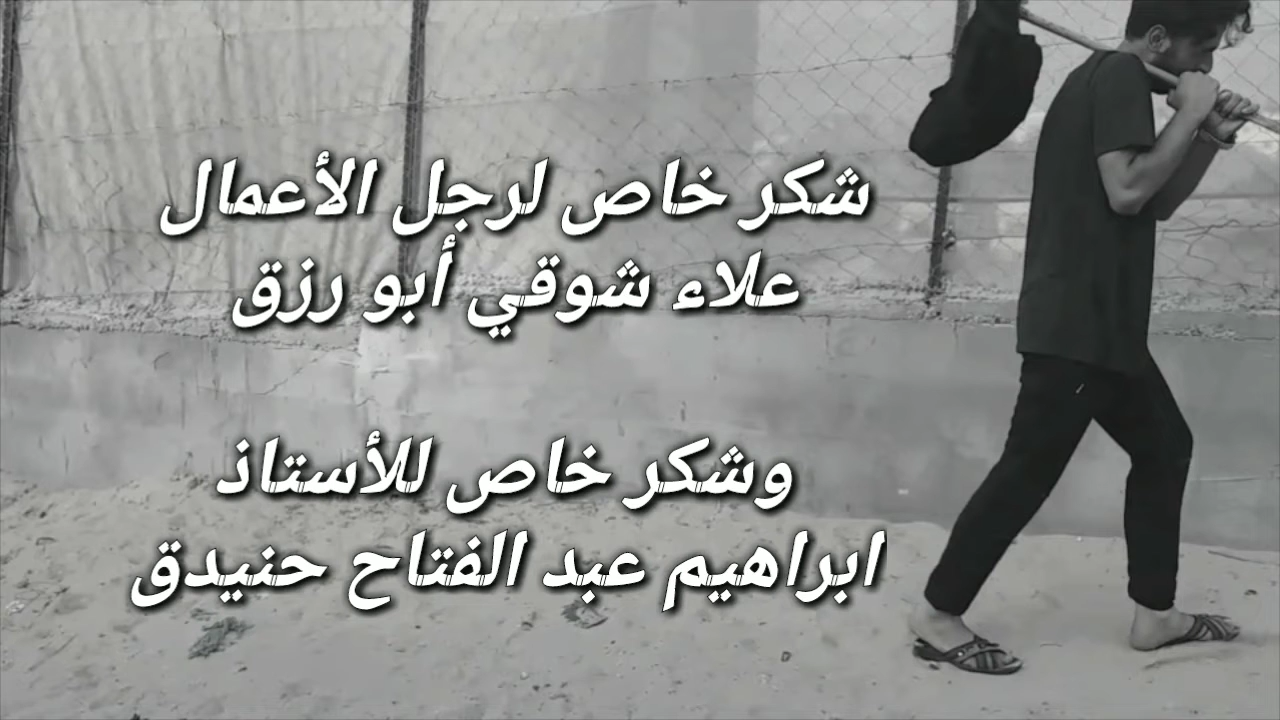 شكر خاص لرجل الأعمال
علاء شوقي أبو رزق
وشكر خاص للأستاذ
ابراهيم عبد الفتاح حنيدق